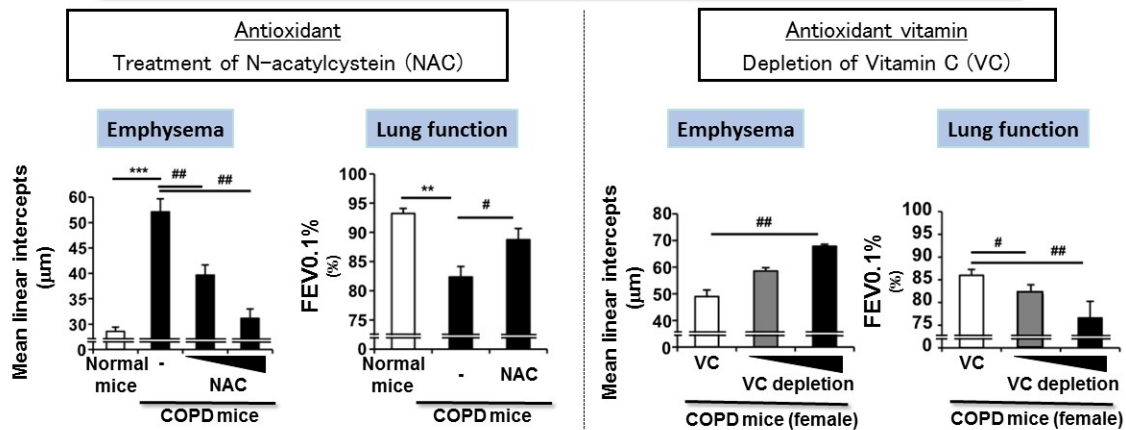 Antioxidant
Treatment of N-acatylcystein (NAC)
Emphysema
Lung function
Mean linear intercepts
(μm)
60
50
40
30
0
***
##
##
Normal
mice
-
NAC
COPD mice
FEV0.1%
(%)
100
95
90
85
80
75
0
**
#
Normal
mice
-
NAC
COPD mice
Antioxidant vitamin
Depletion of Vitamin C (VC)
Emphysema
Lung function
Mean linear intercepts
(μm)
80
70
60
50
40
0
##
VC
VC depletion
COPD mice (female)
FEV0.1%
(%)
100
95
90
85
80
75
0
#
##
VC
VC depletion
COPD mice (female)